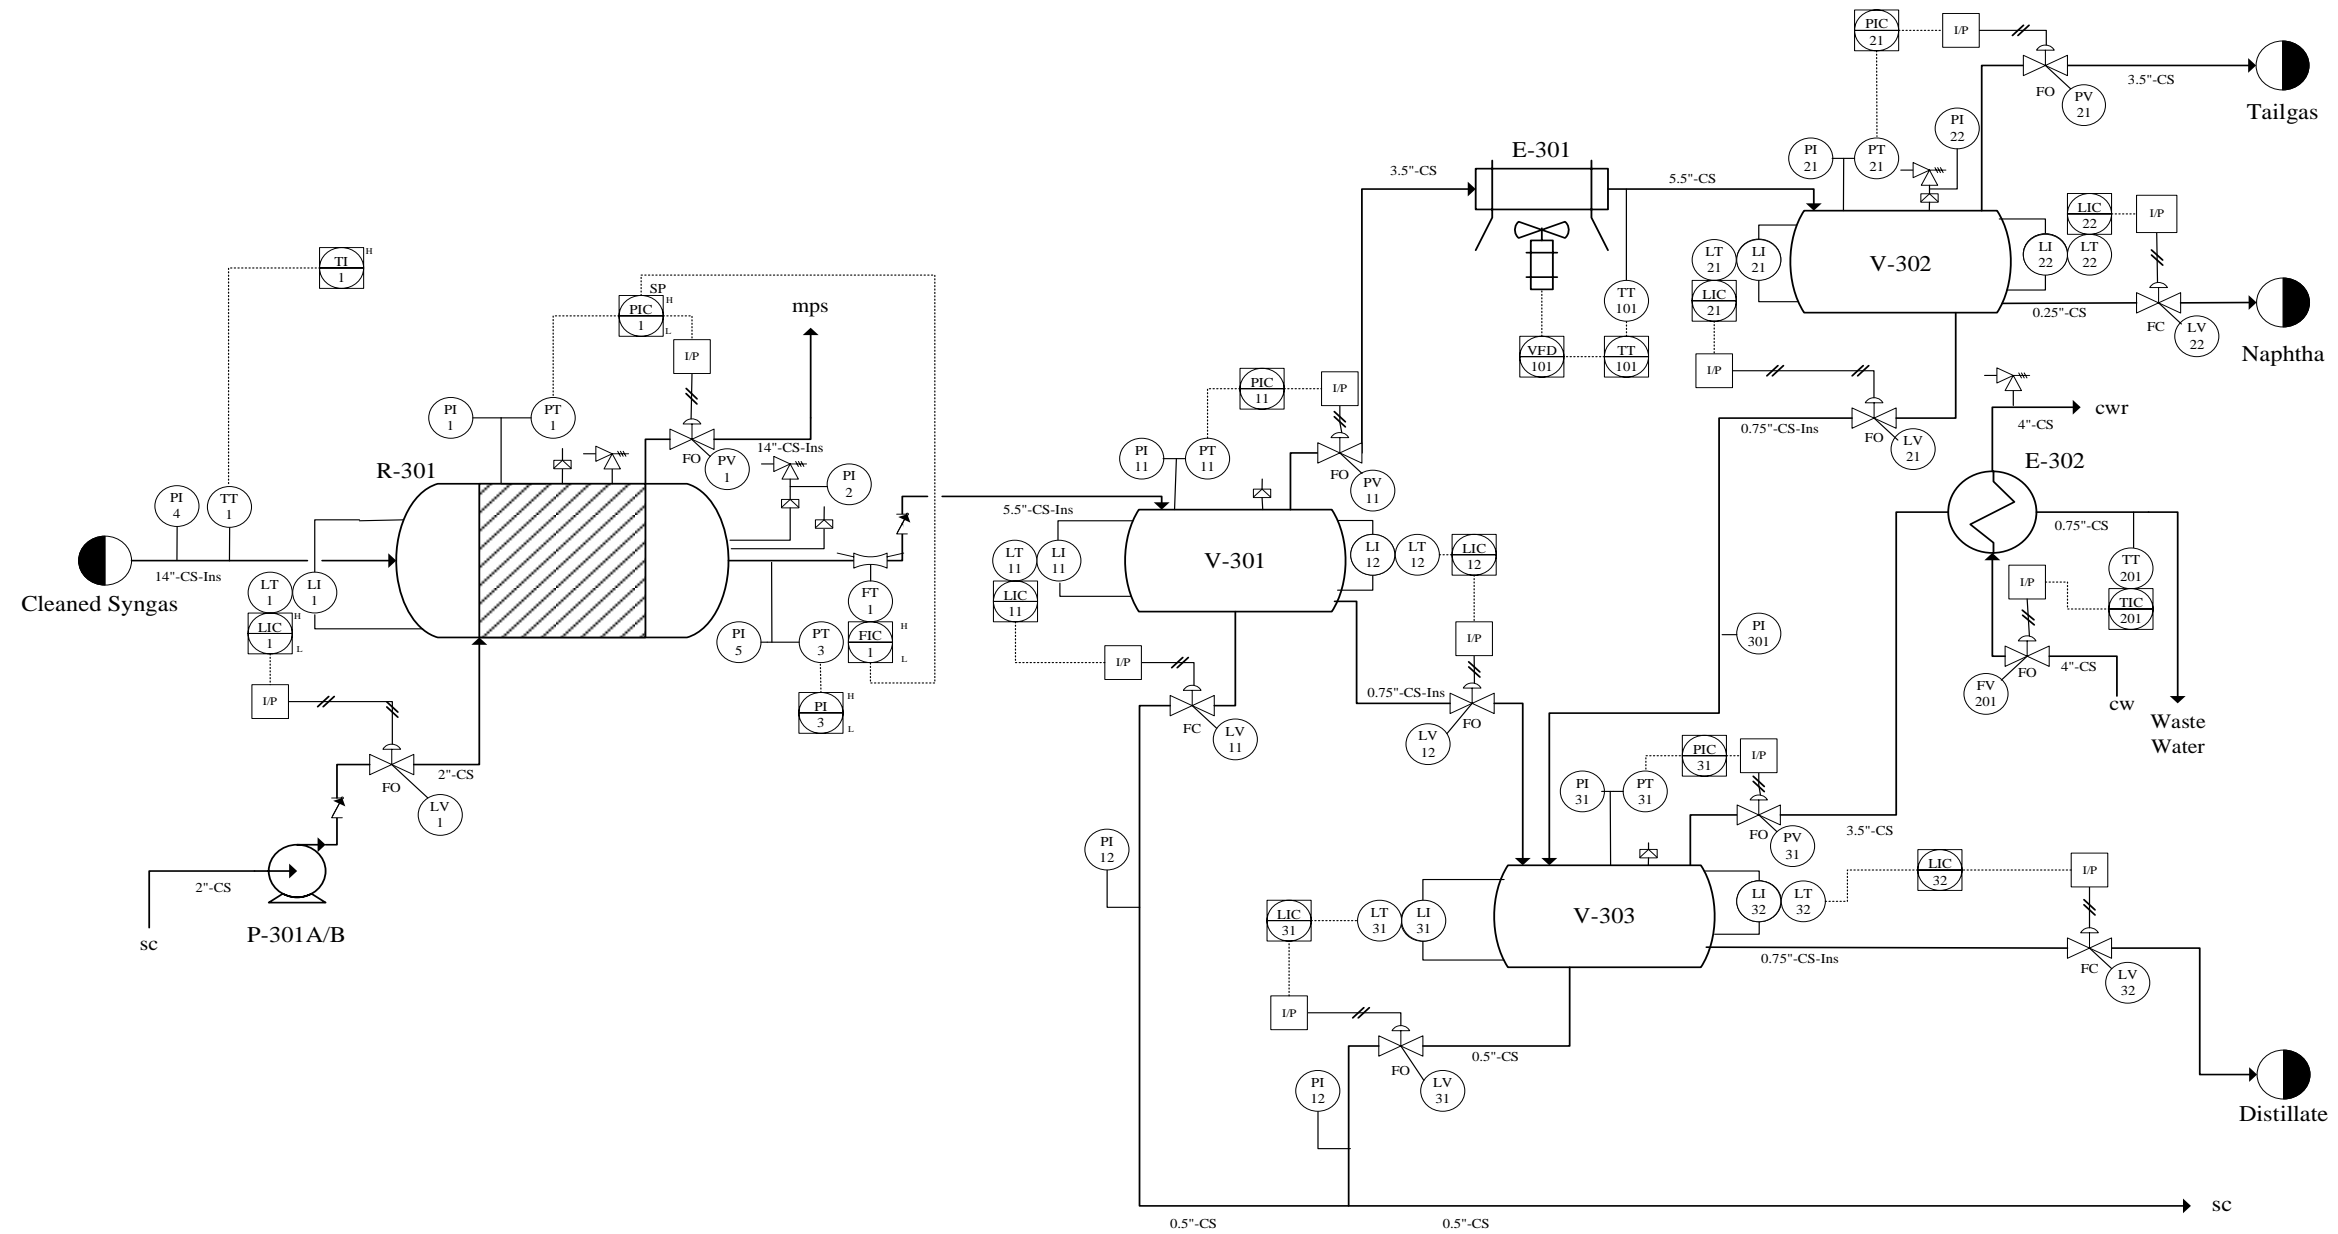 PIC
21
I/P
FO
PV
21
3.5"-CS
Tailgas
PI
22
PI
21
PT
21
E-301
3.5"-CS
5.5"-CS
LIC
22
I/P
LT
21
LI
21
V-302
LI
22
LT
22
LIC
21
TT
101
0.25"-CS
FC
LV
22
Naphtha
VFD
101
TT
101
I/P
TI
1
H
SP
PIC
1
H
L
mps
I/P
PIC
11
I/P
0.75"-CS-Ins
FO
LV
21
cwr
4"-CS
E-302
PI
1
PT
1
FO
PV
1
14"-CS-Ins
PI
11
PT
11
FO
PV
11
R-301
PI
4
TT
1
PI
2
5.5"-CS-Ins
0.75"-CS
14"-CS-Ins
Cleaned Syngas
LT
1
LI
1
LIC
1
H
L
FT
1
FIC
1
H
L
PI
5
PT
3
PI
3
H
L
LT
11
LI
11
LIC
11
V-301
LI
12
LT
12
LIC
12
I/P
TT
201
TIC
201
I/P
PI
301
I/P
FO
4"-CS
FV
201
cw
Waste
Water
I/P
FC
LV
11
0.75"-CS-Ins
FO
LV
12
I/P
FO
2"-CS
LV
1
PIC
31
I/P
PI
31
PT
31
FO
PV
31
3.5"-CS
2"-CS
sc
P-301A/B
PI
12
LIC
31
LT
31
LI
31
V-303
LI
32
LT
32
LIC
32
I/P
0.75"-CS-Ins
FC
LV
32
I/P
FO
0.5"-CS
PI
12
LV
31
Distillate
0.5"-CS
0.5"-CS
sc